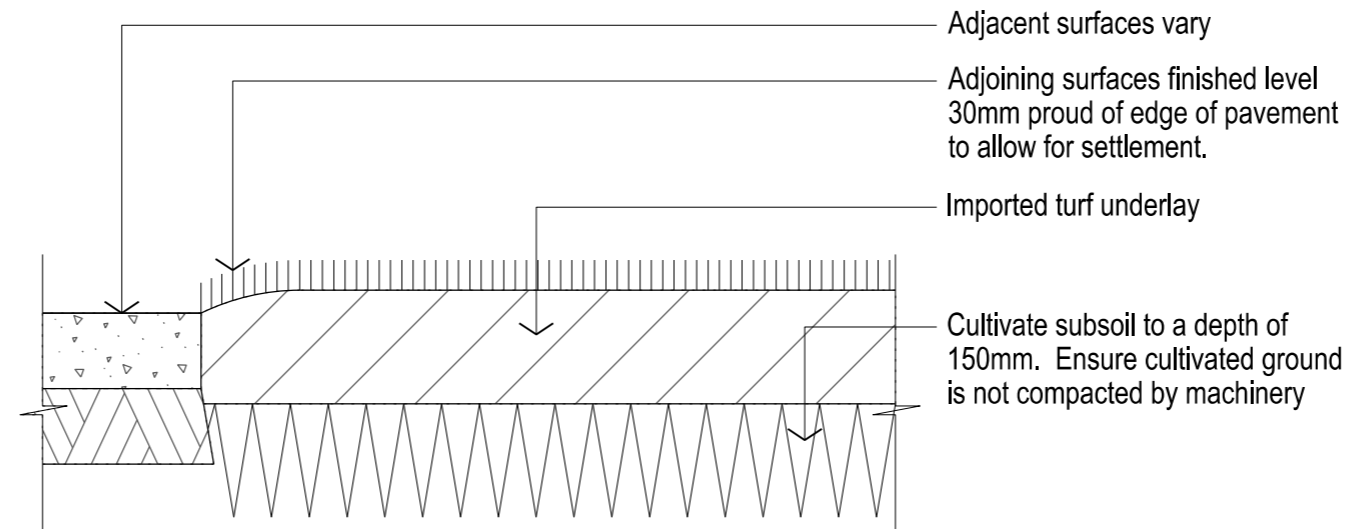 Adjacent surfaces vary
Adjoining surfaces finished level
30mm proud of edge of pavement
to allow for settlement.
Imported turf underlay
Cultivate subsoil to a depth of
150mm.  Ensure cultivated ground
is not compacted by machinery